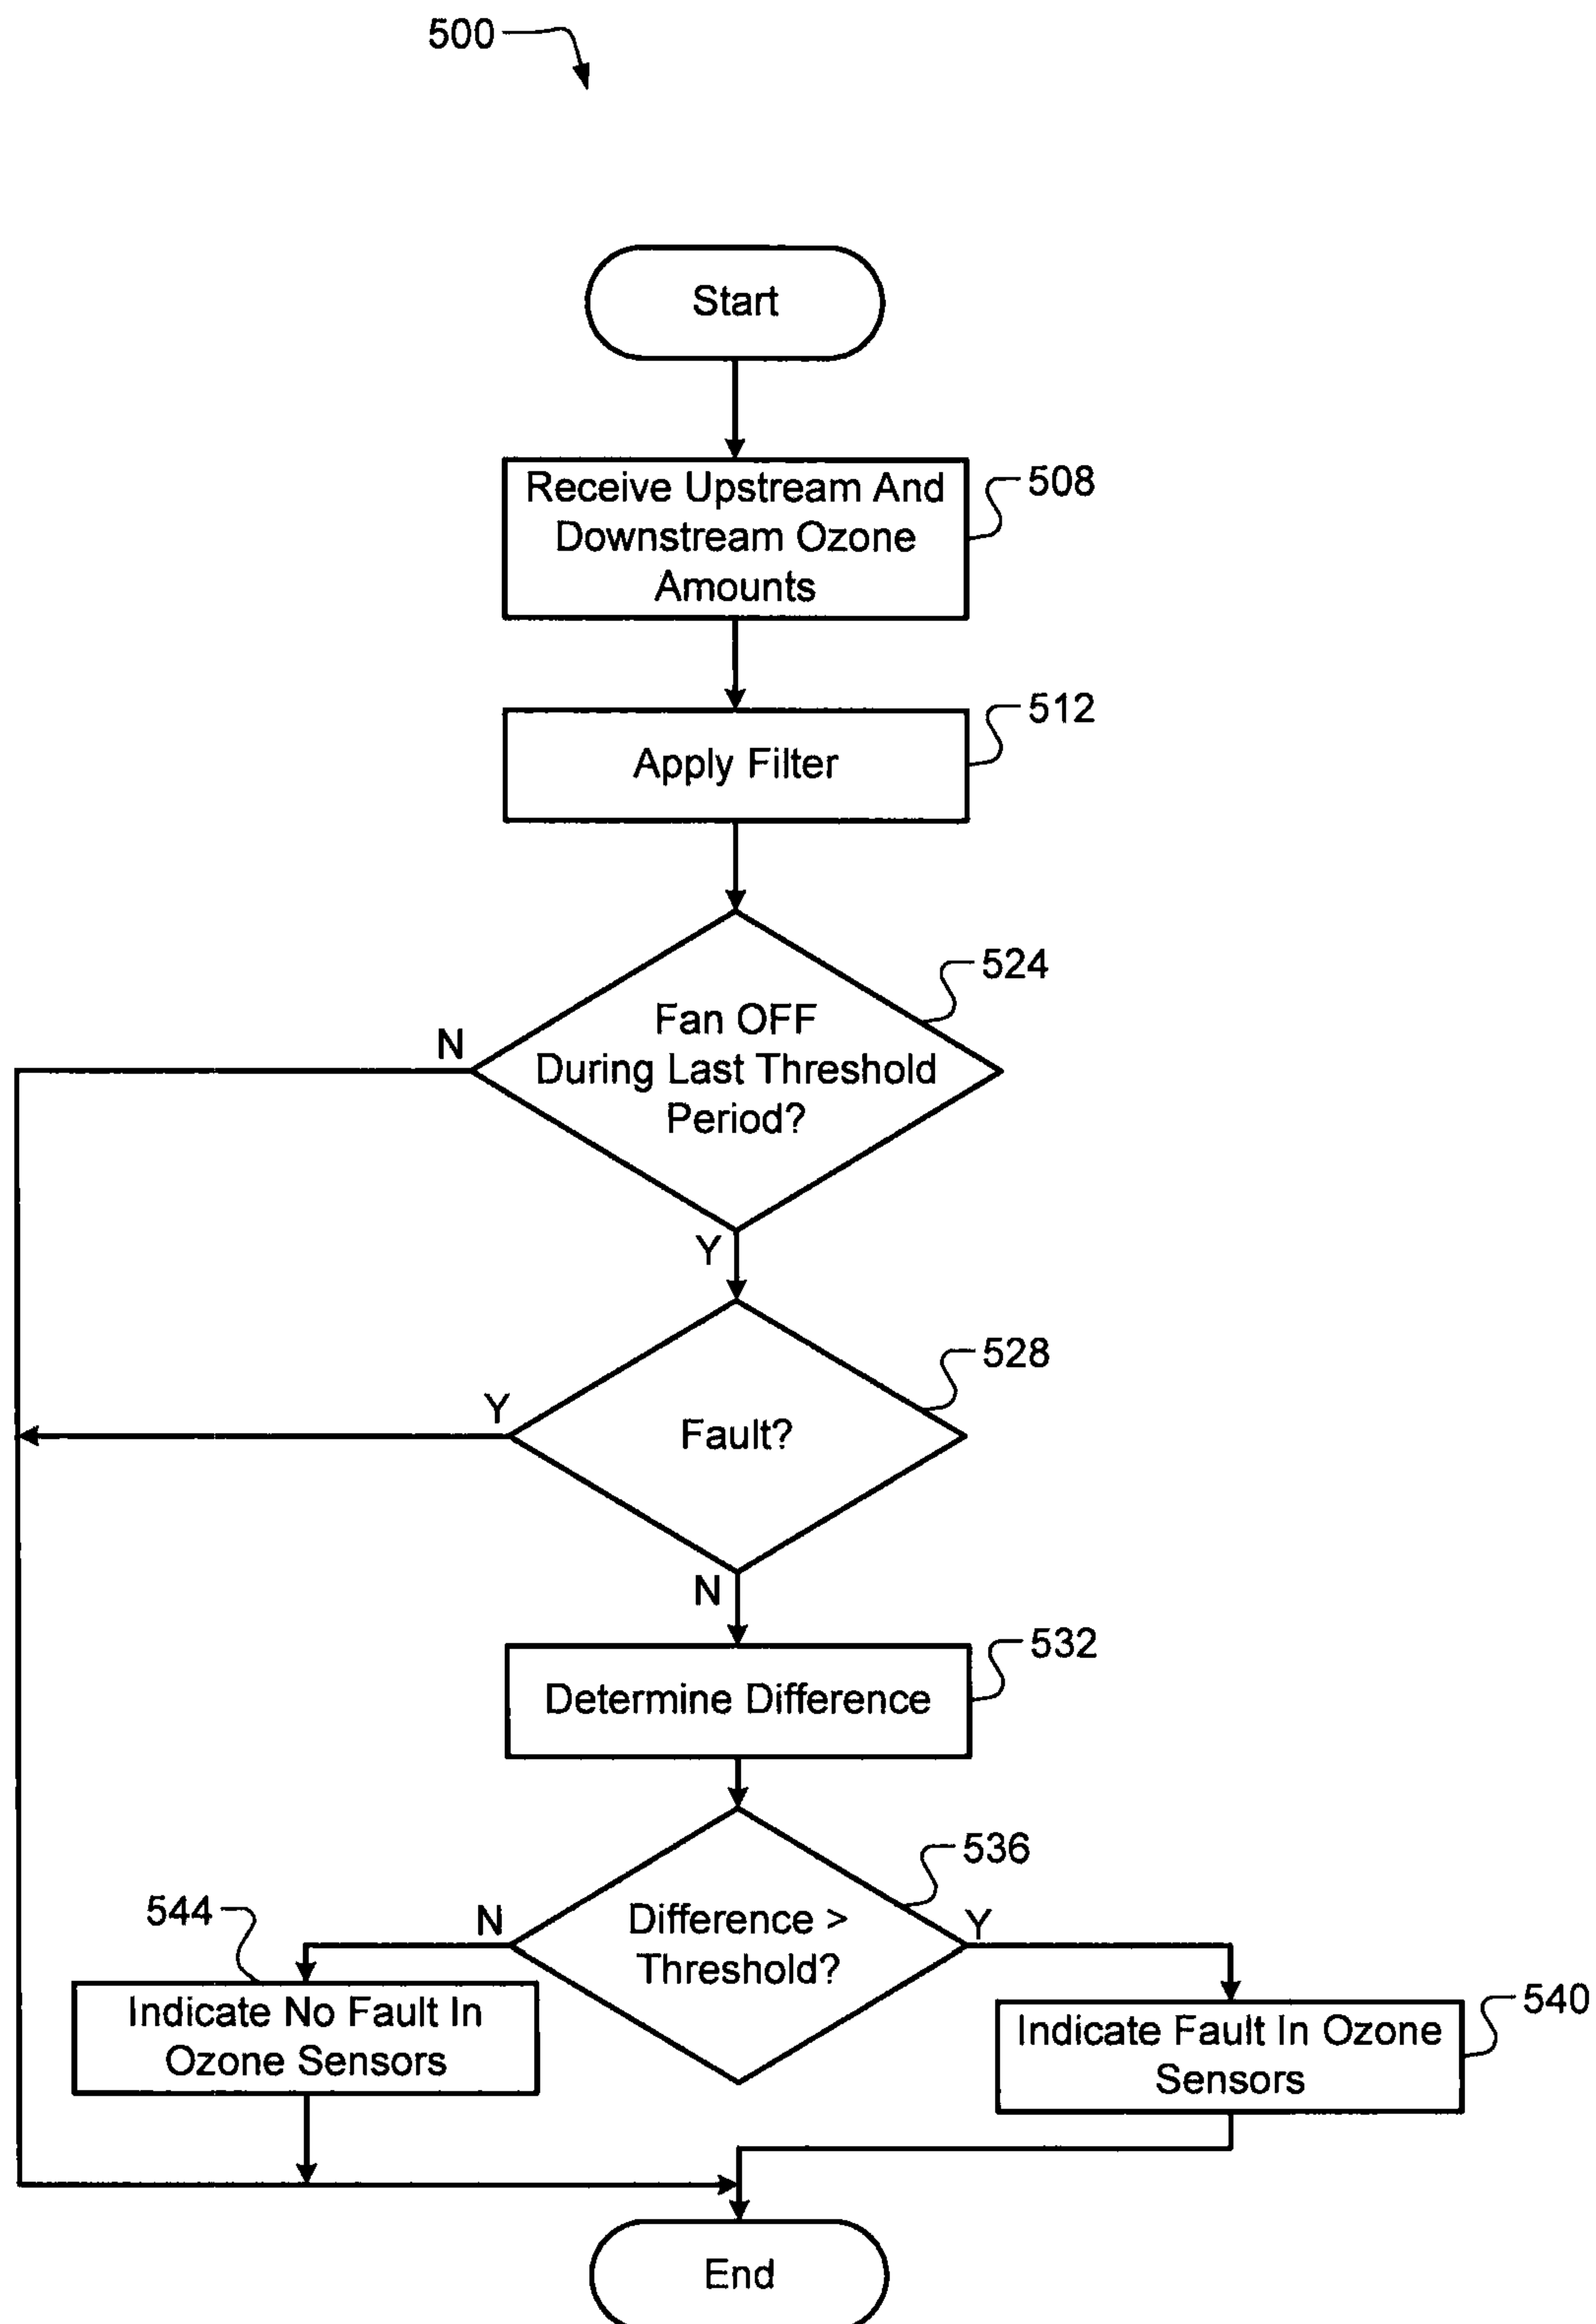 500
Start
Receive Upstream And
Downstream Ozone
Amounts
508
Apply Filter
512
Fan OFF
During Last Threshold
Period?
524
N
Y
Fault?
528
Y
N
Determine Difference
532
Difference >
Threshold?
536
N
Y
544
Indicate No Fault In
Ozone Sensors
Indicate Fault In Ozone
Sensors
540
End